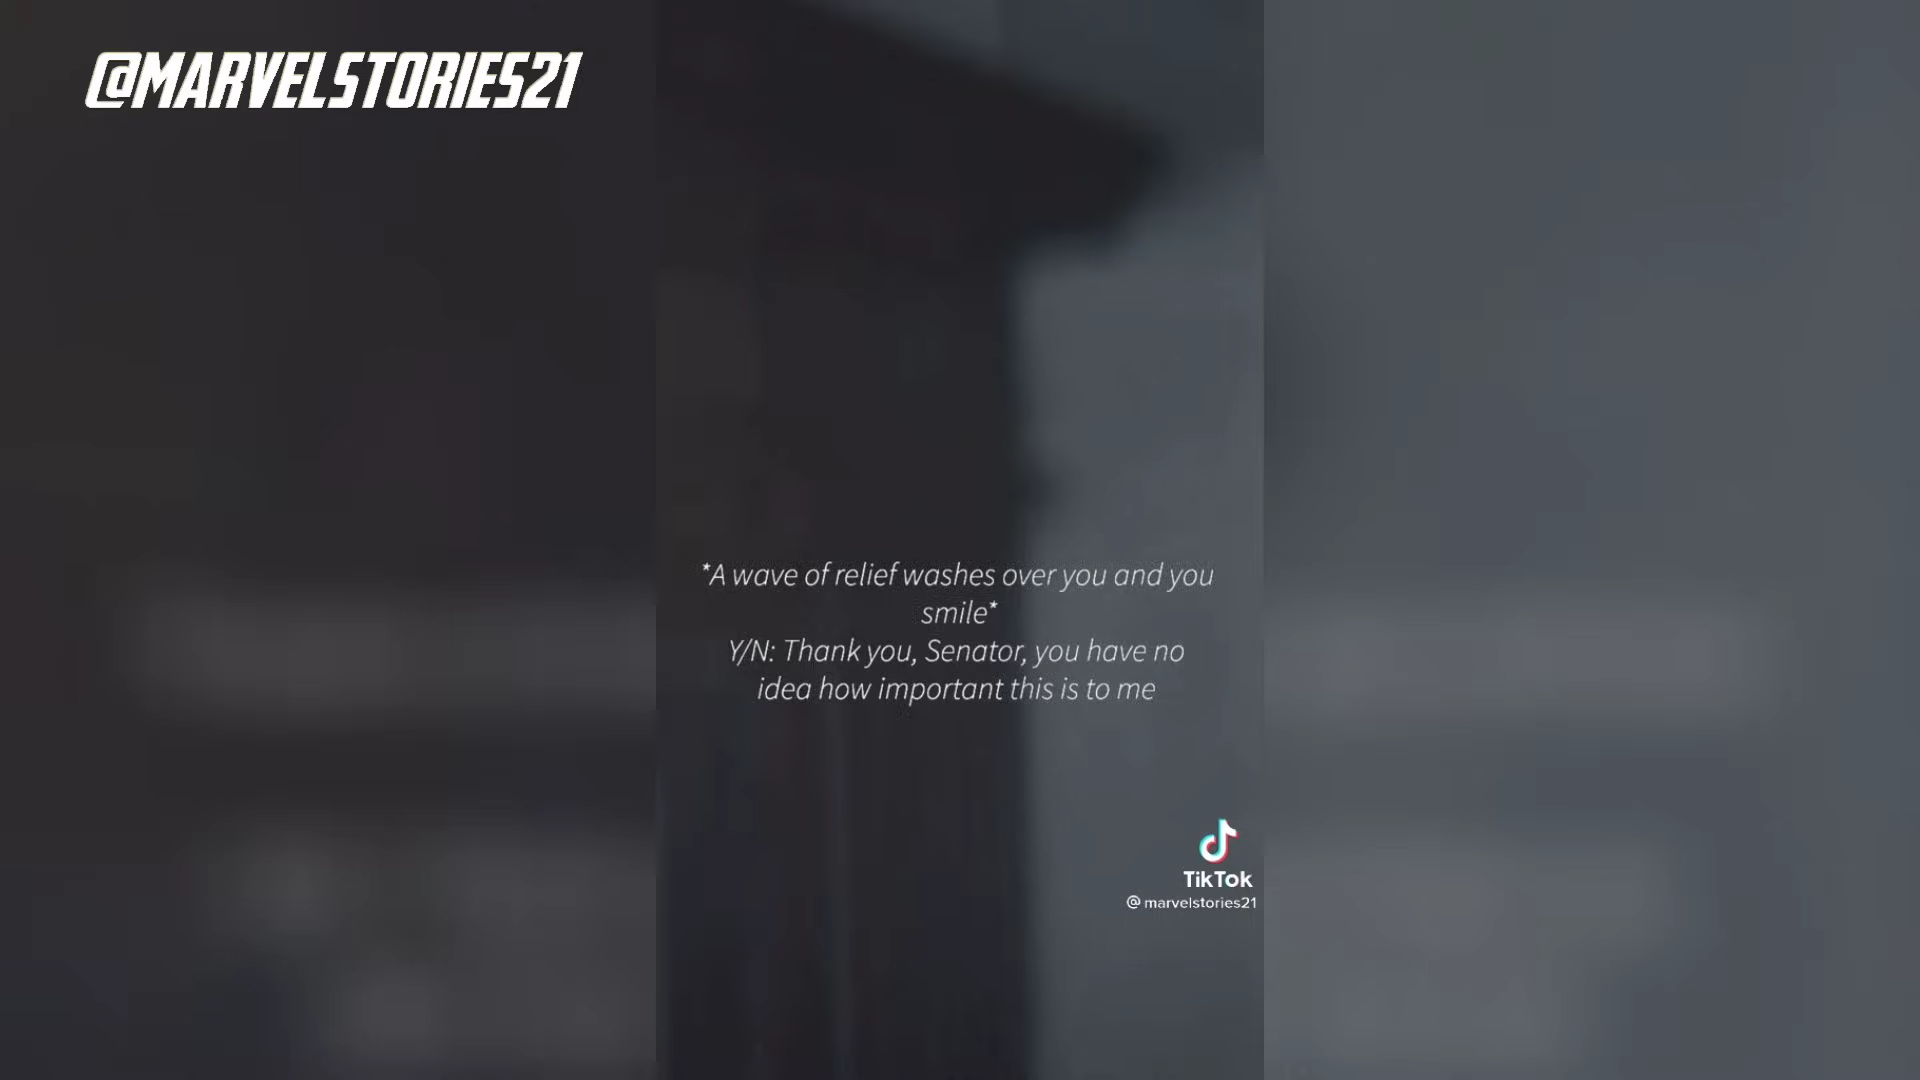 @MARVELSTORIES21
*A wave of relief washes over you and you
smile*
Y/N: Thank you, Senator, you have no
idea how important this is to me
TikTok
@marvelstories21